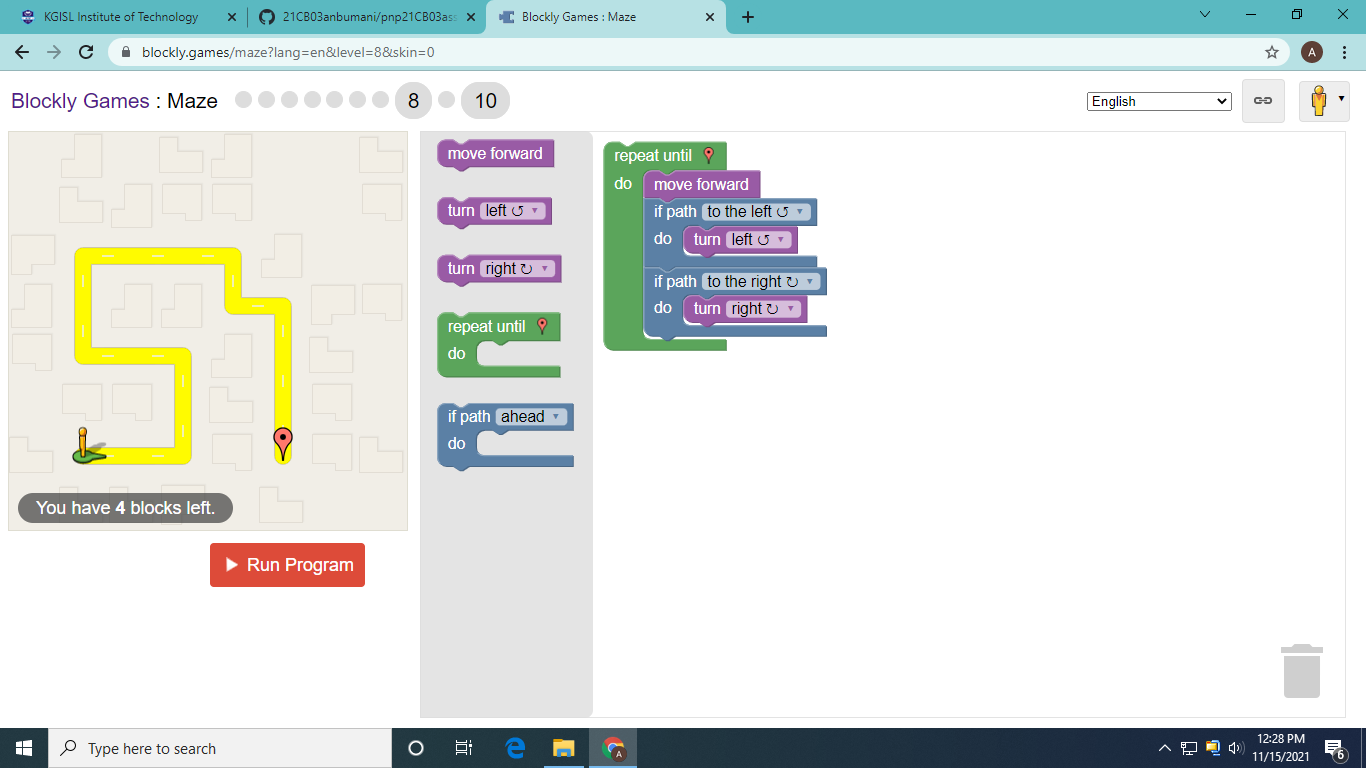 KGISL Institute of Technology
21CB03anbumani/pnp21CB03ass
Blockly Games : Maze
blockly.games/maze?lang=en&level=8&skin=0
A
Blockly Games : Maze
8
10
English
move forward
turn left ↺
turn right ↻
repeat until
do
if path ahead
do
repeat until
do
move forward
if path to the left ↺
do turn left ↺
if path to the right ↻
do turn right ↻
You have 4 blocks left.
Run Program
Type here to search
A
12:28 PM
11/15/2021
6